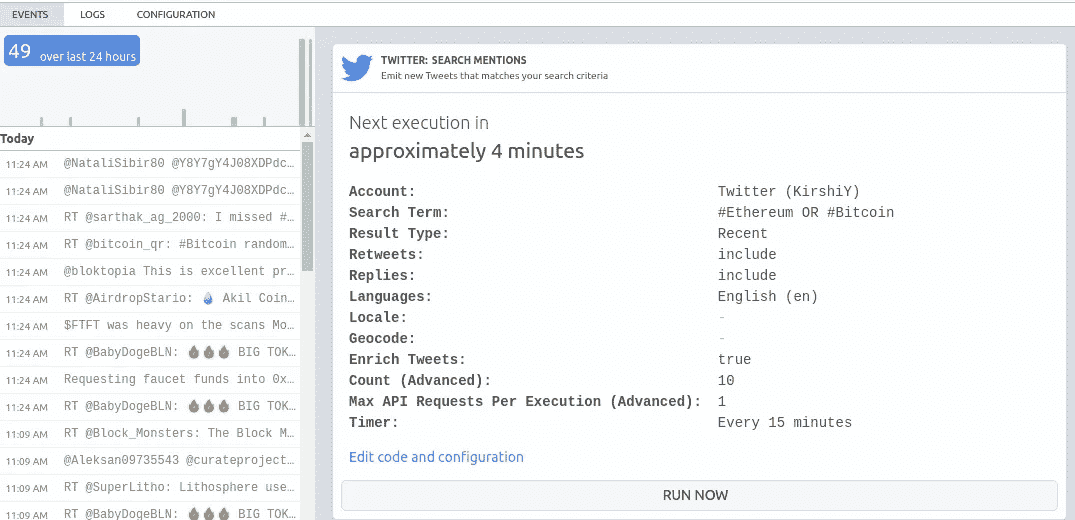 EVENTS LOGS CONFIGURATION
49 over last 24 hours
Today
11:24 AM @NataliSibir80 @Y8Y7gY4J08XDPdc…
11:24 AM @NataliSibir80 @Y8Y7gY4J08XDPdc…
11:24 AM RT @sarthak_ag_2000: I missed #…
11:24 AM RT @bitcoin_qr: #Bitcoin random…
11:24 AM @bloktopia This is excellent pr…
11:24 AM RT @AirdropStario: 💧 Akil Coin…
11:24 AM $FTFT was heavy on the scans Mo…
11:24 AM RT @BabyDogeBLN: 🔥🔥🔥 BIG TOK…
11:24 AM Requesting faucet funds into 0x…
11:24 AM RT @BabyDogeBLN: 🔥🔥🔥 BIG TOK…
11:09 AM RT @Block_Monsters: The Block M…
11:09 AM @Aleksan09735543 @curateproject…
11:09 AM RT @SuperLitho: Lithosphere use…
11:09 AM RT @BabyDogeBLN: 🔥🔥🔥 BIG TOK…
TWITTER: SEARCH MENTIONS
Emit new Tweets that matches your search criteria
Next execution in
approximately 4 minutes
Account: Twitter (KirshiY)
Search Term: #Ethereum OR #Bitcoin
Result Type: Recent
Retweets: include
Replies: include
Languages: English (en)
Locale: -
Geocode: -
Enrich Tweets: true
Count (Advanced): 10
Max API Requests Per Execution (Advanced): 1
Timer: Every 15 minutes
Edit code and configuration
RUN NOW